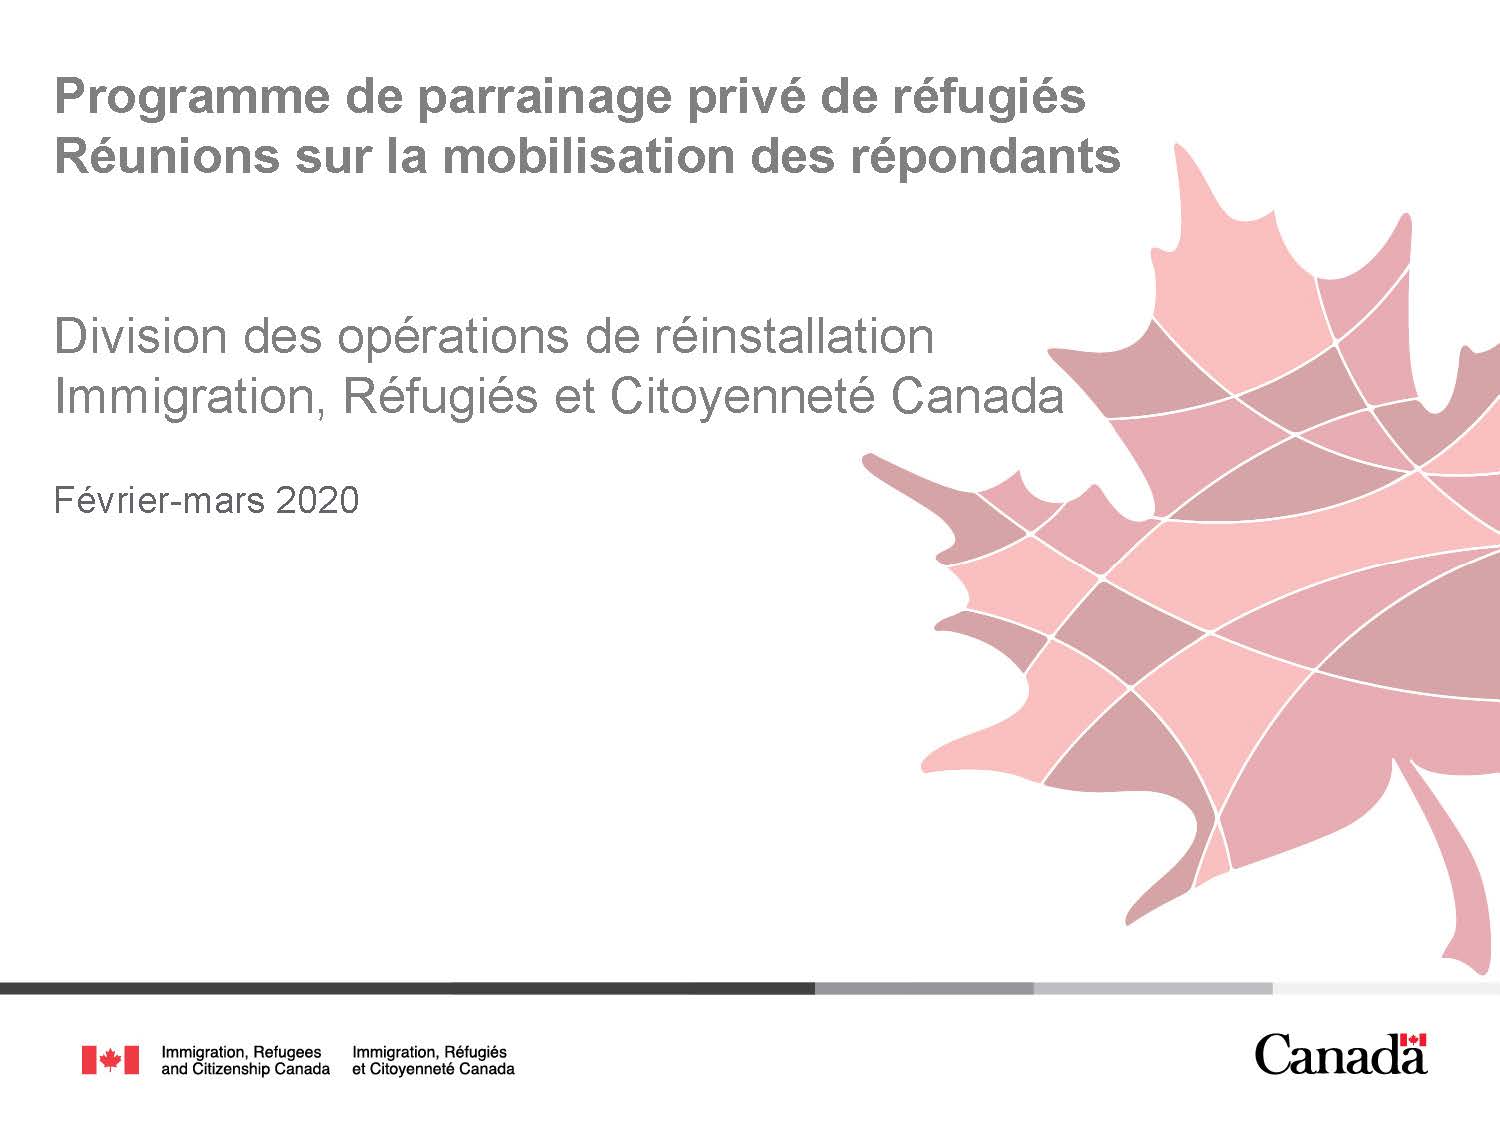 Programme de parrainage privé de réfugiés
Réunions sur la mobilisation des répondants
Division des opérations de réinstallation
Immigration, Réfugiés et Citoyenneté Canada
Février-mars 2020
Immigration, Refugees
and Citizenship Canada
Immigration, Réfugiés
et Citoyenneté Canada
Canada